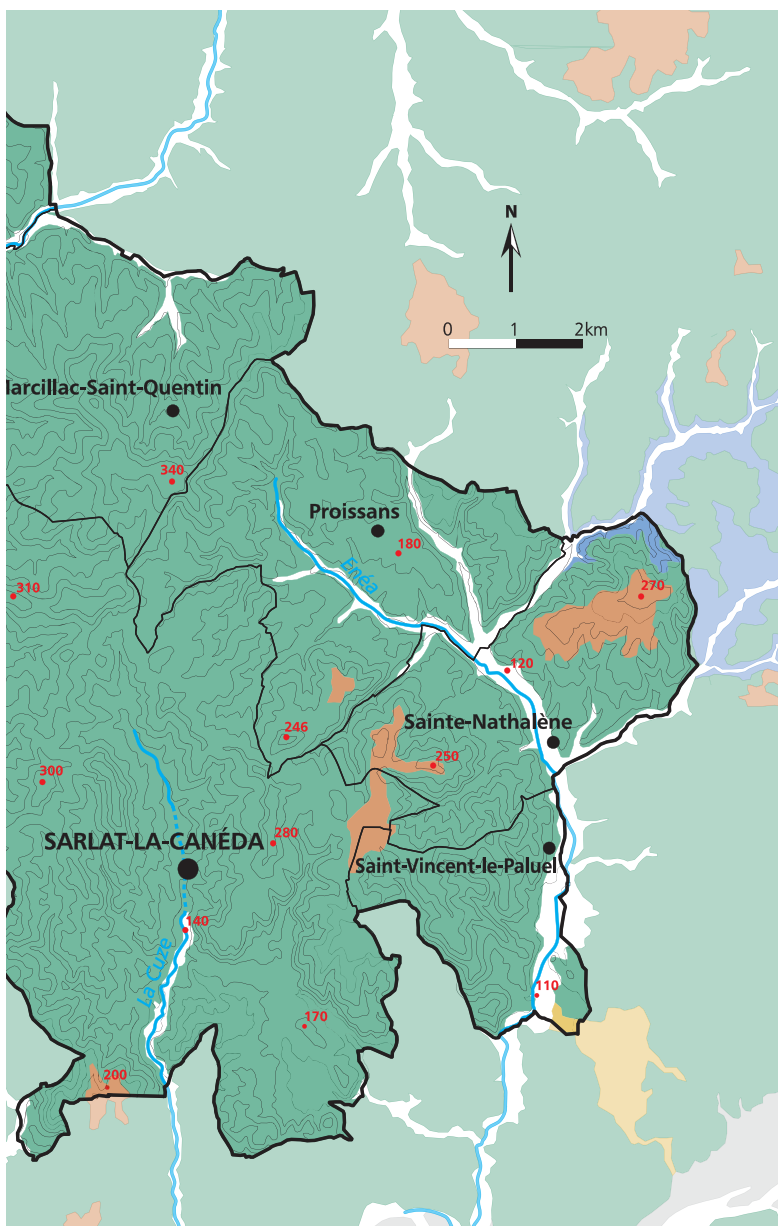 N
0 1 2km
Marcillac-Saint-Quentin
340
Proissans
180
Enéa
310
270
120
Sainte-Nathalène
246
250
300
SARLAT-LA-CANÉDA
280
Saint-Vincent-le-Paluel
140
La Cuze
110
170
200